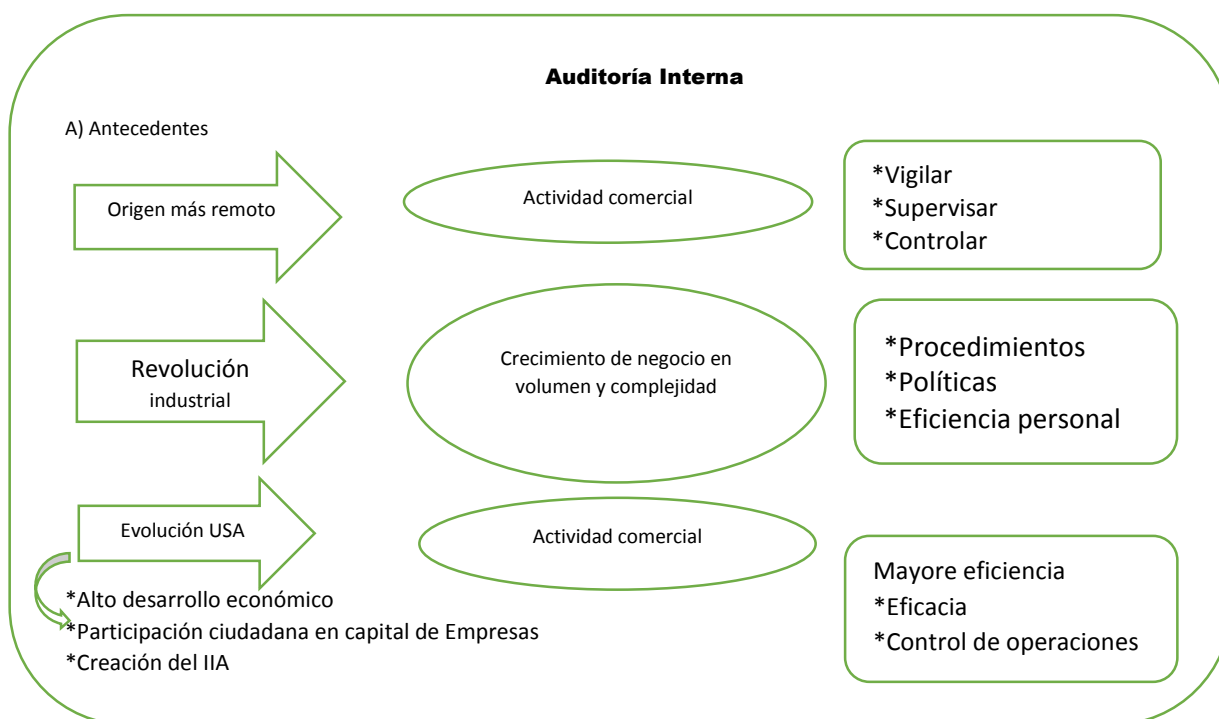 Auditoría Interna
A) Antecedentes
Origen más remoto
Actividad comercial
*Vigilar
*Supervisar
*Controlar
Revolución
industrial
Crecimiento de negocio en
volumen y complejidad
*Procedimientos
*Políticas
*Eficiencia personal
Evolución USA
Actividad comercial
Mayore eficiencia
*Eficacia
*Control de operaciones
*Alto desarrollo económico
*Participación ciudadana en capital de Empresas
*Creación del IIA